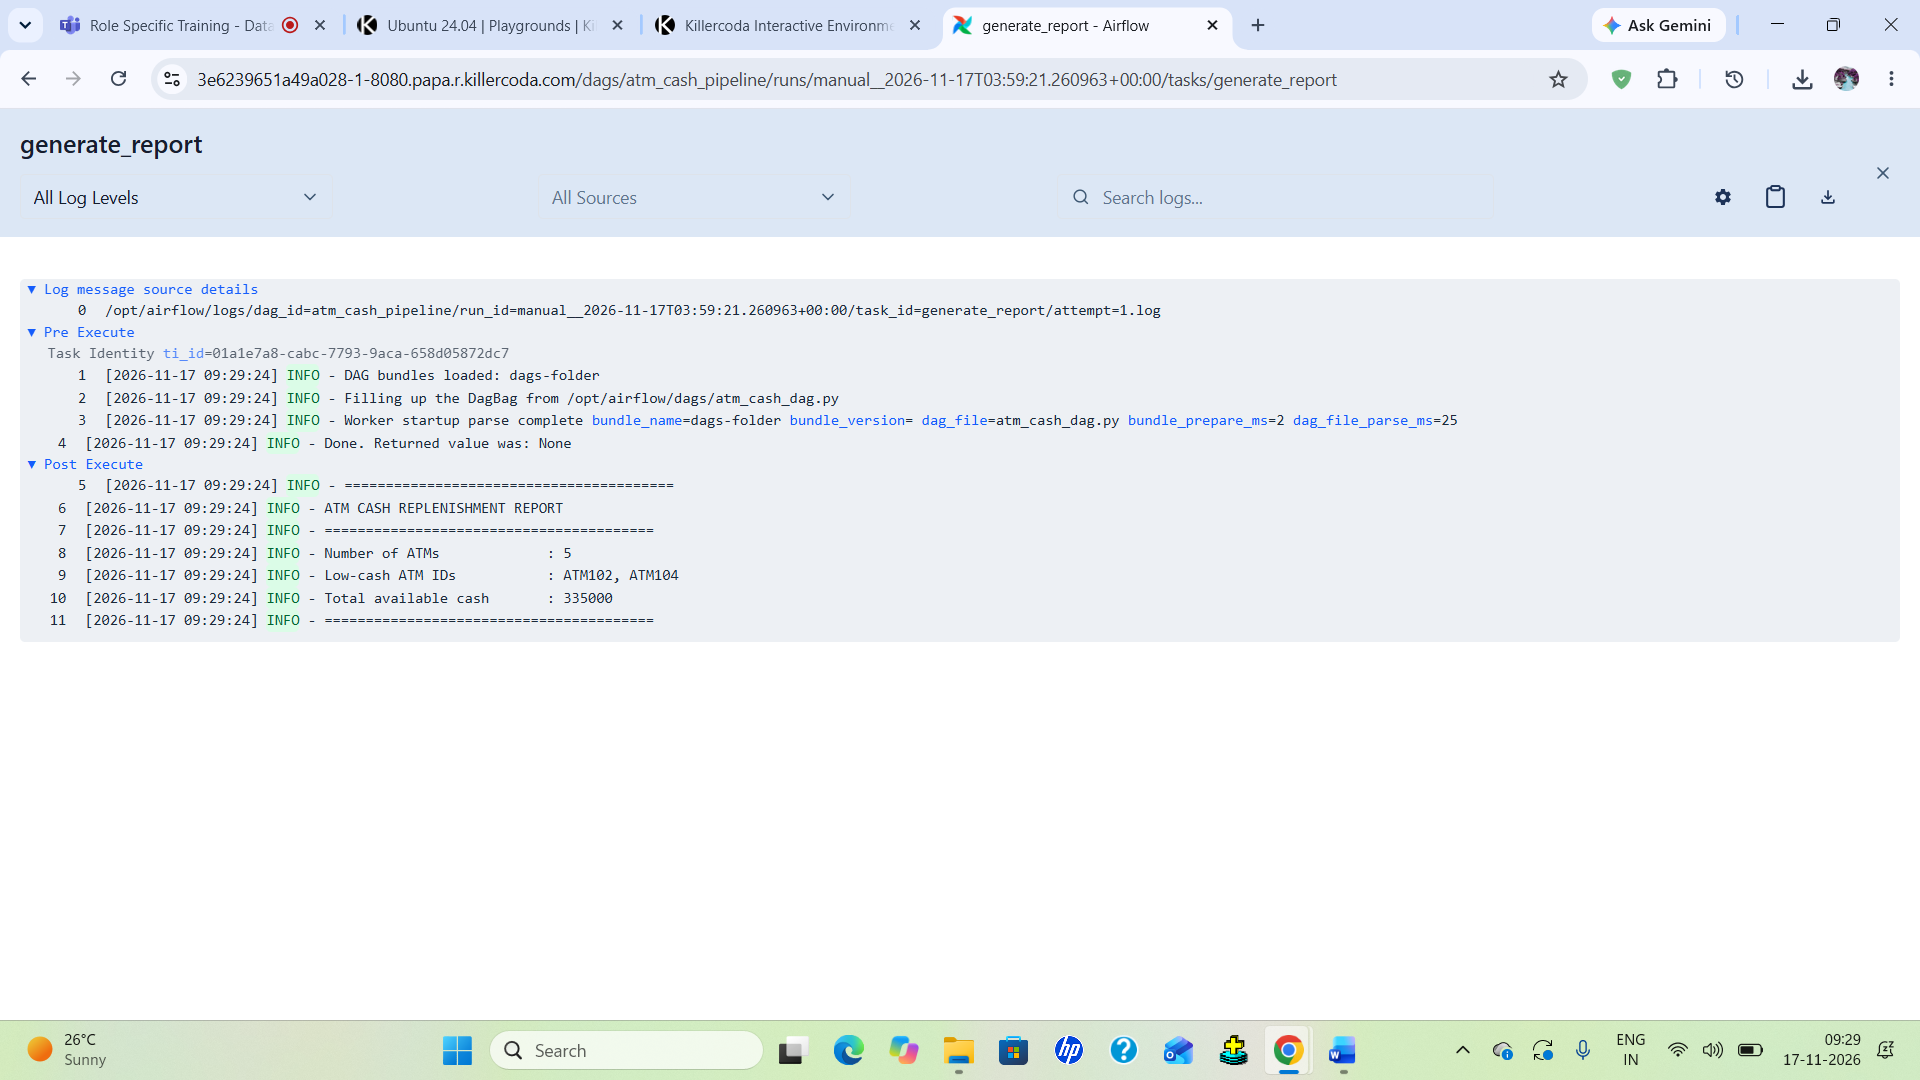 Role Specific Training - Data
Ubuntu 24.04 | Playgrounds | Ki
Killercoda Interactive Environme
generate_report - Airflow
Ask Gemini
3e6239651a49a028-1-8080.papa.r.killercoda.com/dags/atm_cash_pipeline/runs/manual__2026-11-17T03:59:21.260963+00:00/tasks/generate_report
generate_report
All Log Levels
All Sources
Search logs...
▼ Log message source details
0 /opt/airflow/logs/dag_id=atm_cash_pipeline/run_id=manual__2026-11-17T03:59:21.260963+00:00/task_id=generate_report/attempt=1.log
▼ Pre Execute
Task Identity ti_id=01a1e7a8-cabc-7793-9aca-658d05872dc7
1 [2026-11-17 09:29:24] INFO - DAG bundles loaded: dags-folder
2 [2026-11-17 09:29:24] INFO - Filling up the DagBag from /opt/airflow/dags/atm_cash_dag.py
3 [2026-11-17 09:29:24] INFO - Worker startup parse complete bundle_name=dags-folder bundle_version= dag_file=atm_cash_dag.py bundle_prepare_ms=2 dag_file_parse_ms=25
4 [2026-11-17 09:29:24] INFO - Done. Returned value was: None
▼ Post Execute
5 [2026-11-17 09:29:24] INFO - ========================================
6 [2026-11-17 09:29:24] INFO - ATM CASH REPLENISHMENT REPORT
7 [2026-11-17 09:29:24] INFO - ========================================
8 [2026-11-17 09:29:24] INFO - Number of ATMs : 5
9 [2026-11-17 09:29:24] INFO - Low-cash ATM IDs : ATM102, ATM104
10 [2026-11-17 09:29:24] INFO - Total available cash : 335000
11 [2026-11-17 09:29:24] INFO - ========================================
26°C
Sunny
Search
ENG
IN
09:29
17-11-2026